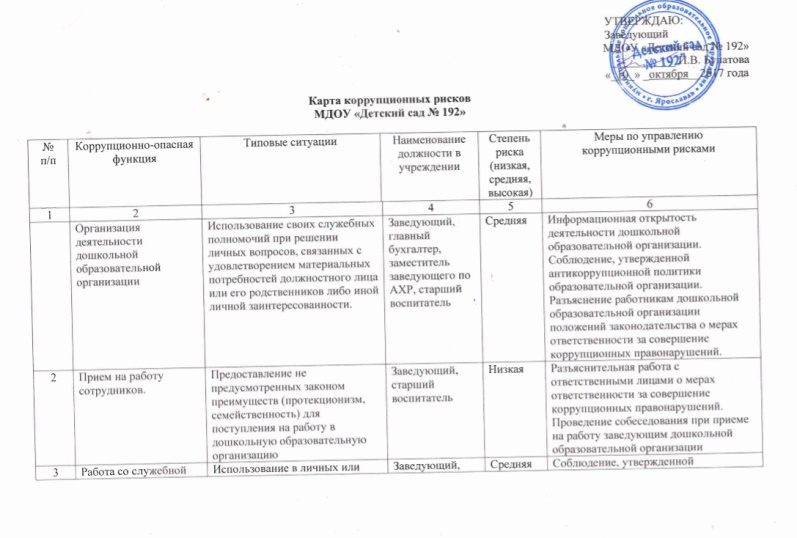 УТВЕРЖДАЮ:
Заведующий
МДОУ «Детский сад № 192»
Л.В. Булатова
« 10 » октября 2017 года
Детский сад
№ 192
г. Ярославль
Карта коррупционных рисков
МДОУ «Детский сад № 192»
№
п/п
Коррупционно-опасная
функция
Типовые ситуации
Наименование
должности в
учреждении
Степень
риска
(низкая,
средняя,
высокая)
Меры по управлению
коррупционными рисками
1 2 3 4 5 6
Организация
деятельности
дошкольной
образовательной
организации
Использование своих служебных
полномочий при решении
личных вопросов, связанных с
удовлетворением материальных
потребностей должностного лица
или его родственников либо иной
личной заинтересованности.
Заведующий,
главный
бухгалтер,
заместитель
заведующего по
АХР, старший
воспитатель
Средняя
Информационная открытость
деятельности дошкольной
образовательной организации.
Соблюдение, утвержденной
антикоррупционной политики
образовательной организации.
Разъяснение работникам дошкольной
образовательной организации
положений законодательства о мерах
ответственности за совершение
коррупционных правонарушений.
2
Прием на работу
сотрудников.
Предоставление не
предусмотренных законом
преимуществ (протекционизм,
семейственность) для
поступления на работу в
дошкольную образовательную
организацию
Заведующий,
старший
воспитатель
Низкая
Разъяснительная работа с
ответственными лицами о мерах
ответственности за совершение
коррупционных правонарушений.
Проведение собеседования при приеме
на работу заведующим дошкольной
образовательной организации
3
Работа со служебной
Использование в личных или
Заведующий,
Средняя
Соблюдение, утвержденной